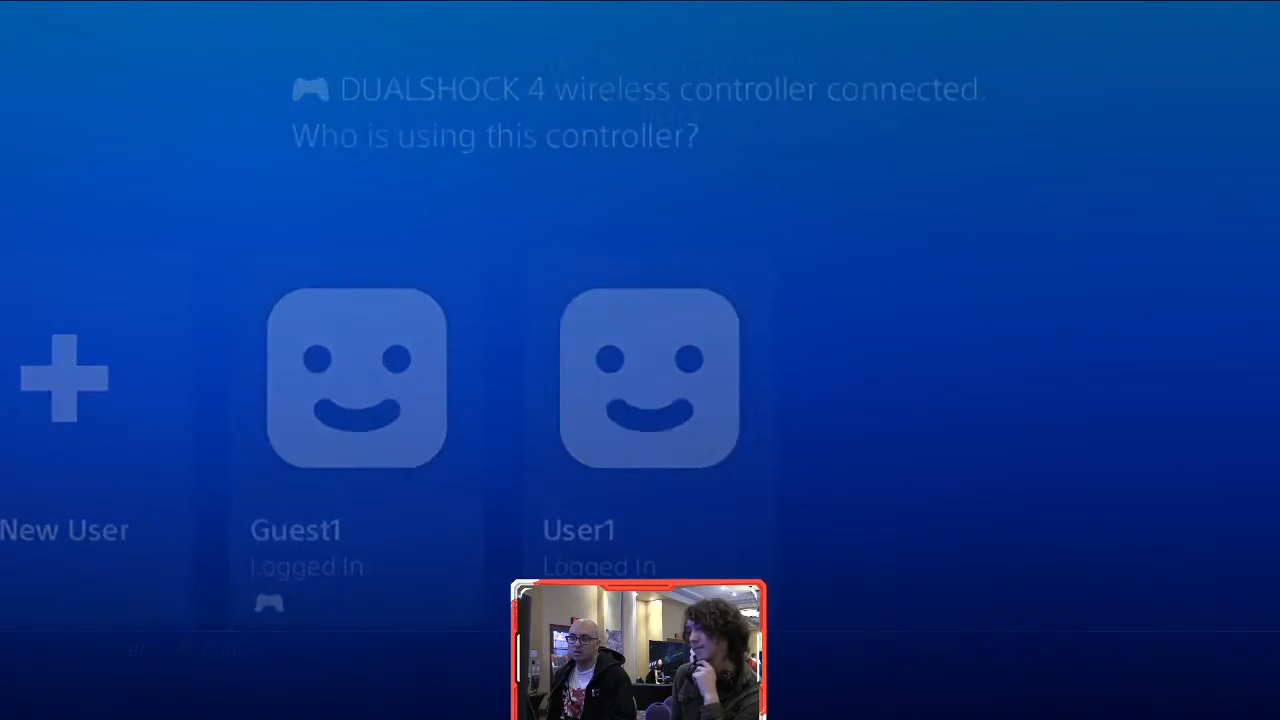 DUALSHOCK 4 wireless controller connected.
Who is using this controller?
New User
Guest1
User1
Logged In
Logged In